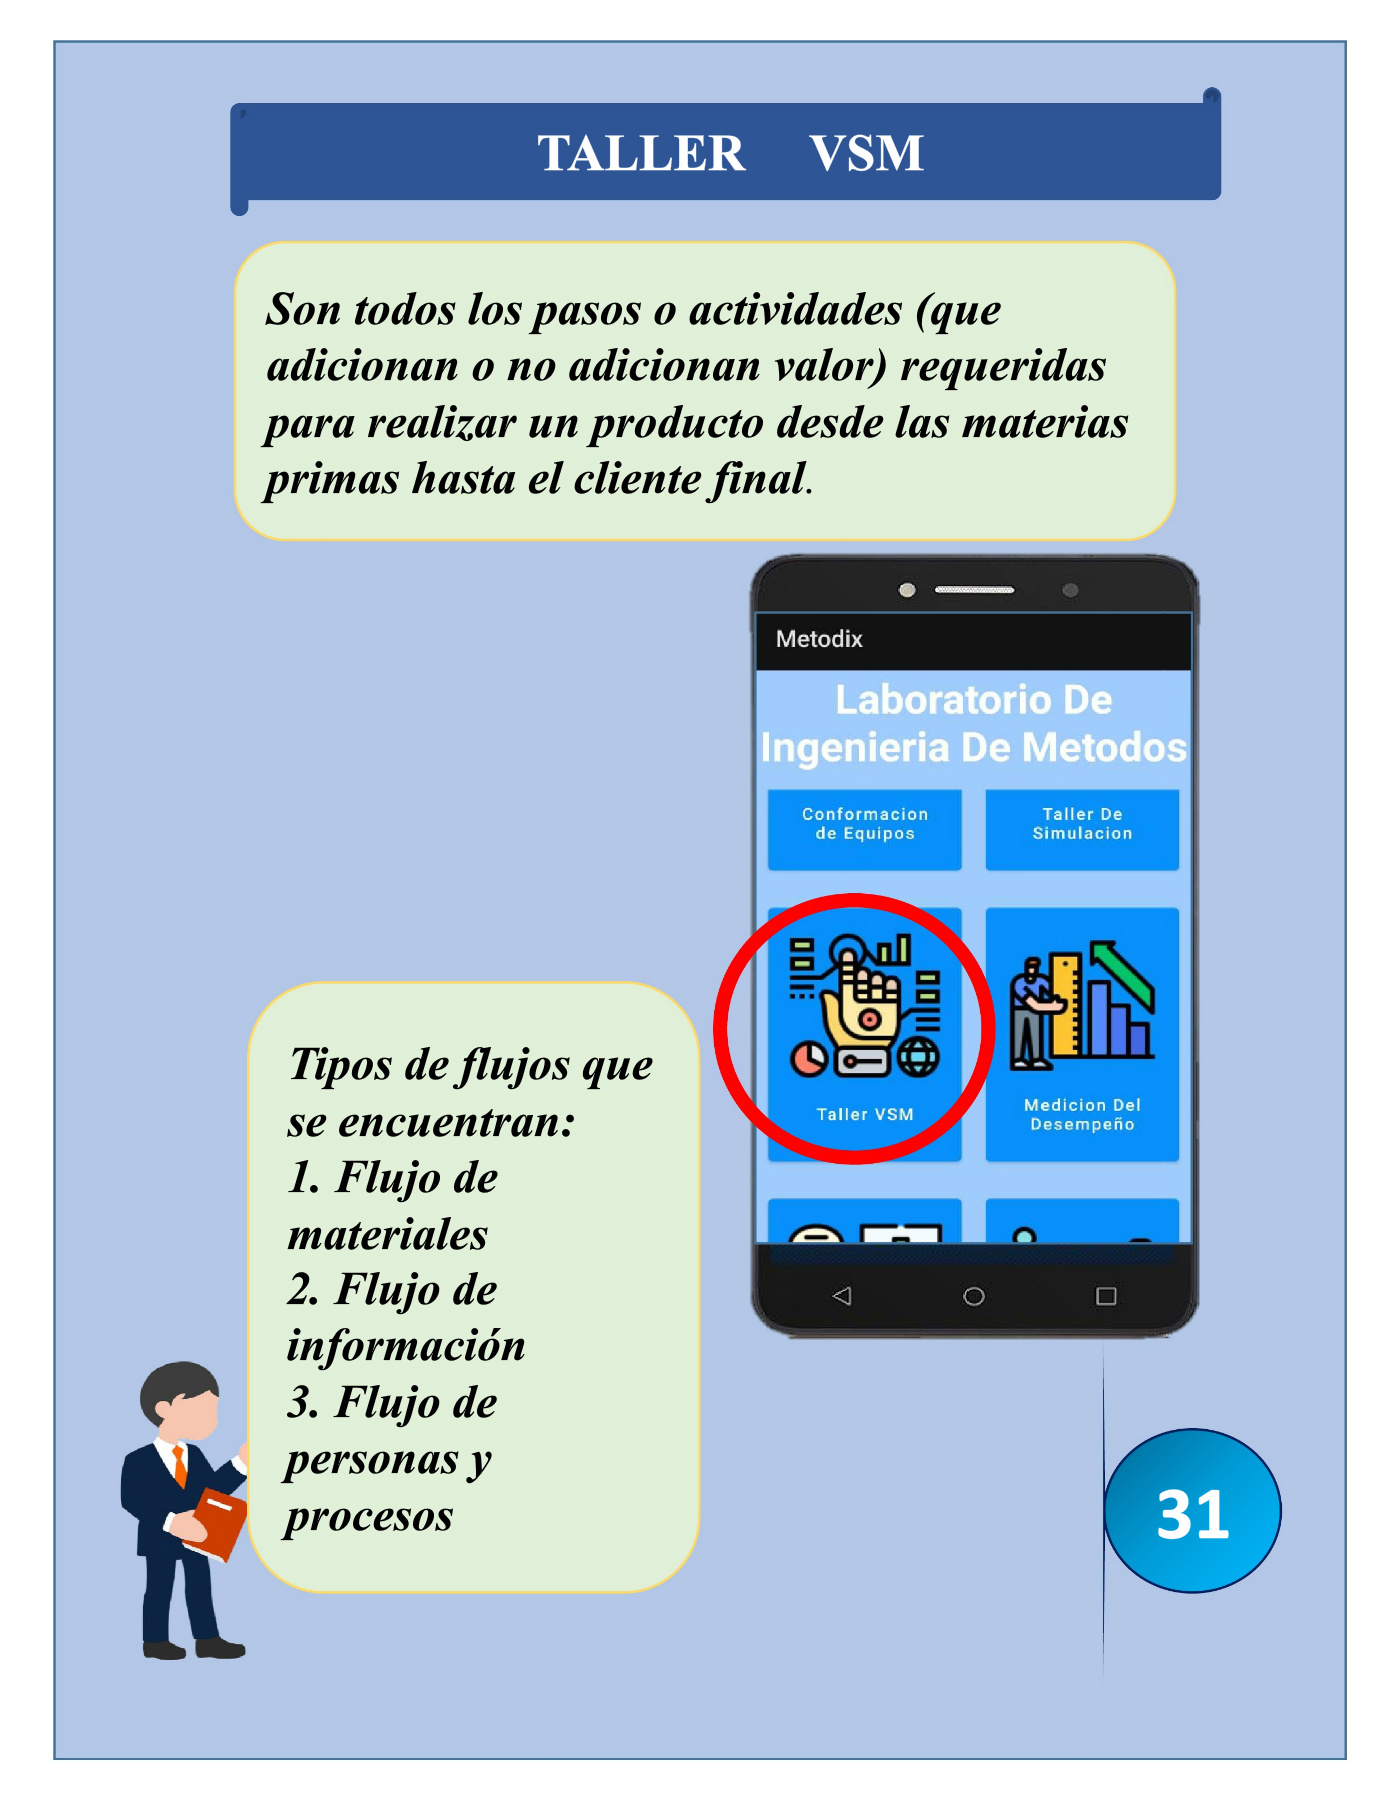 TALLER VSM
Son todos los pasos o actividades (que
adicionan o no adicionan valor) requeridas
para realizar un producto desde las materias
primas hasta el cliente final.
Metodix
Laboratorio De
Ingenieria De Metodos
Conformacion
de Equipos
Taller De
Simulacion
Taller VSM
Medicion Del
Desempeño
Tipos de flujos que
se encuentran:
1. Flujo de
materiales
2. Flujo de
información
3. Flujo de
personas y
procesos
31